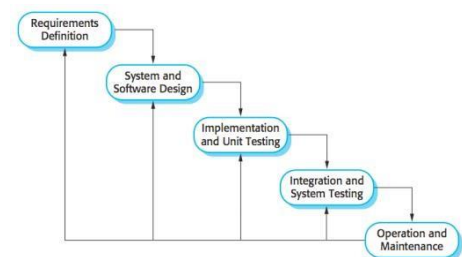 Requirements
Definition
System and
Software Design
Implementation
and Unit Testing
Integration and
System Testing
Operation and
Maintenance